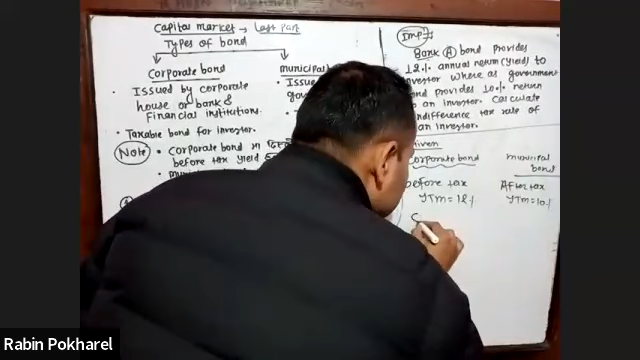 Capital market → Last part
Types of bond
Corporate bond
• Issued by corporate
house or bank &
Financial institutions.
• Taxable bond for investor.
Note • Corporate bond मा
before tax yield
municipal
• Issue
Imp:
Bank (A) bond provides
12% annual return (yield) to
investor where as government
bond provides 10% return
to an investor. Calculate
indifference tax rate of
an investor.
Given
Corporate bond
before tax
YTM = 12%
municipal
bond
After tax
YTM = 10%
Rabin Pokharel